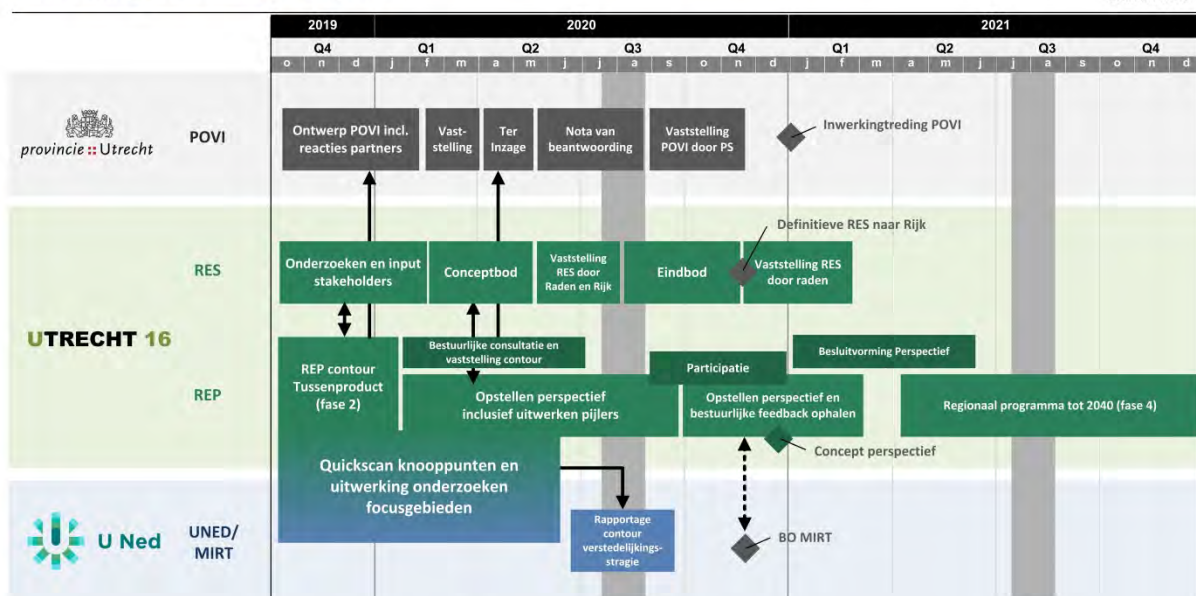 2019 2020 2021
Q4 Q1 Q2 Q3 Q4 Q1 Q2 Q3 Q4
o n d j f m a m j j a s o n d j f m a m j j a s o n d
provincie :: Utrecht
POVI
Ontwerp POVI incl.
reacties partners
Vast-
stelling
Ter
Inzage
Nota van
beantwoording
Vaststelling
POVI door PS
Inwerkingtreding POVI
UTRECHT 16
RES
Onderzoeken en input
stakeholders
Conceptbod
Vaststelling
RES door
Raden en Rijk
Eindbod
Definitieve RES naar Rijk
Vaststelling RES
door raden
REP
REP contour
Tussenproduct
(fase 2)
Bestuurlijke consultatie en
vaststelling contour
Opstellen perspectief
inclusief uitwerken pijlers
Participatie
Opstellen perspectief en
bestuurlijke feedback ophalen
Besluitvorming Perspectief
Regionaal programma tot 2040 (fase 4)
Concept perspectief
Quickscan knooppunten en
uitwerking onderzoeken
focusgebieden
U Ned
UNED/
MIRT
Rapportage
contour
verstedelijkings-
stragie
BO MIRT